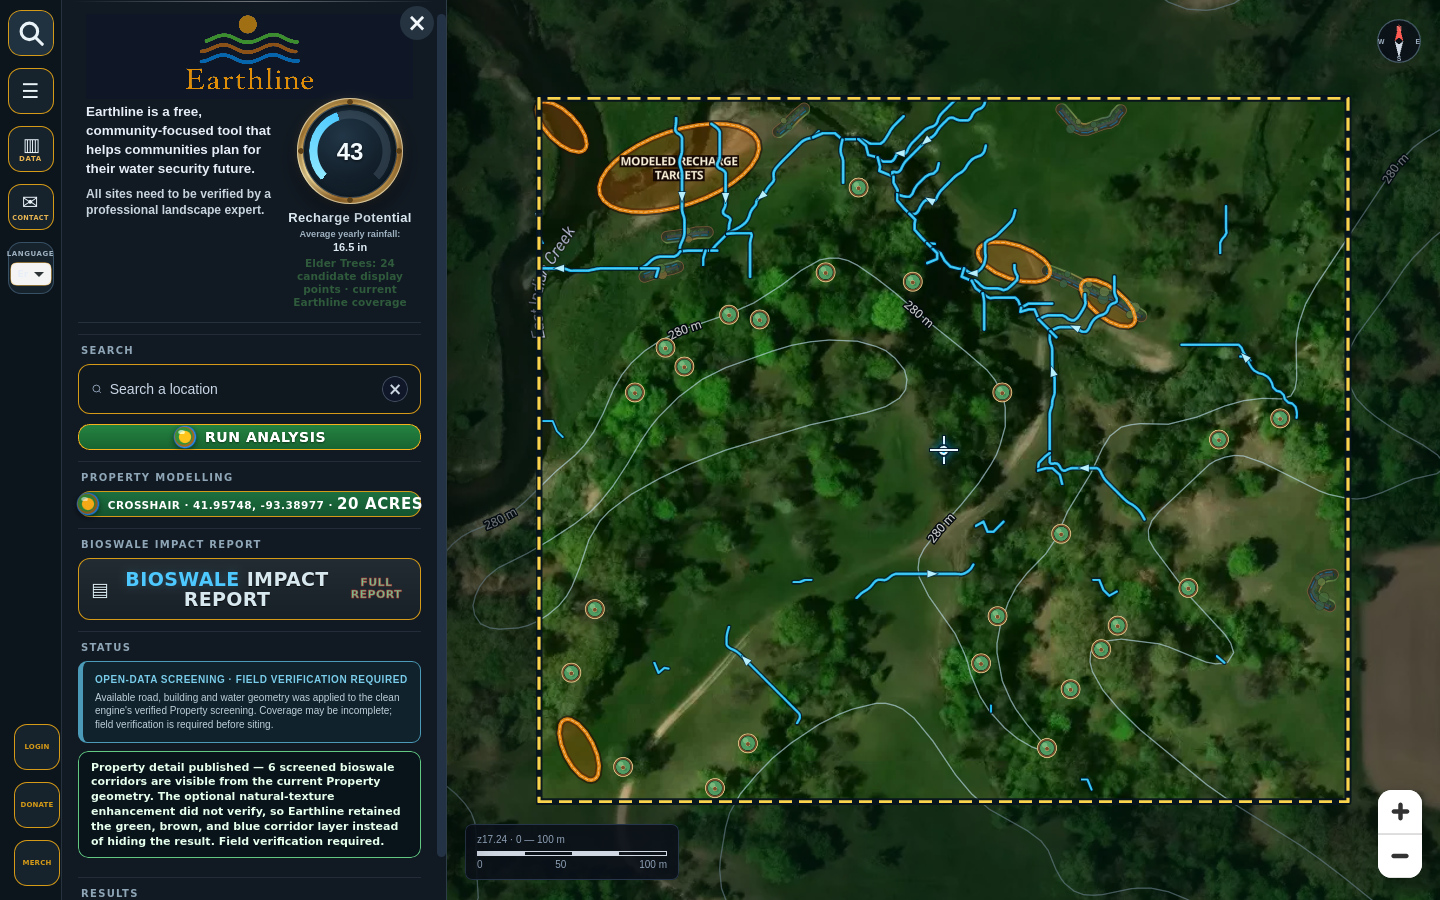 DATA
CONTACT
LANGUAGE
LOGIN
DONATE
MERCH
Earthline
Earthline is a free,
community-focused tool that
helps communities plan for
their water security future.
All sites need to be verified by a
professional landscape expert.
43
Recharge Potential
Average yearly rainfall:
16.5 in
Elder Trees: 24
candidate display
points · current
Earthline coverage
SEARCH
Search a location
RUN ANALYSIS
PROPERTY MODELLING
CROSSHAIR · 41.95748, -93.38977 · 20 ACRES
BIOSWALE IMPACT REPORT
BIOSWALE IMPACT
REPORT
FULL
REPORT
STATUS
OPEN-DATA SCREENING · FIELD VERIFICATION REQUIRED
Available road, building and water geometry was applied to the clean
engine's verified Property screening. Coverage may be incomplete;
field verification is required before siting.
Property detail published — 6 screened bioswale
corridors are visible from the current Property
geometry. The optional natural-texture
enhancement did not verify, so Earthline retained
the green, brown, and blue corridor layer instead
of hiding the result. Field verification required.
RESULTS
MODELED RECHARGE
TARGETS
Creek
280 m
280 m
280 m
280 m
280 m
N
W
E
S
z17.24 · 0 — 100 m
0
50
100 m